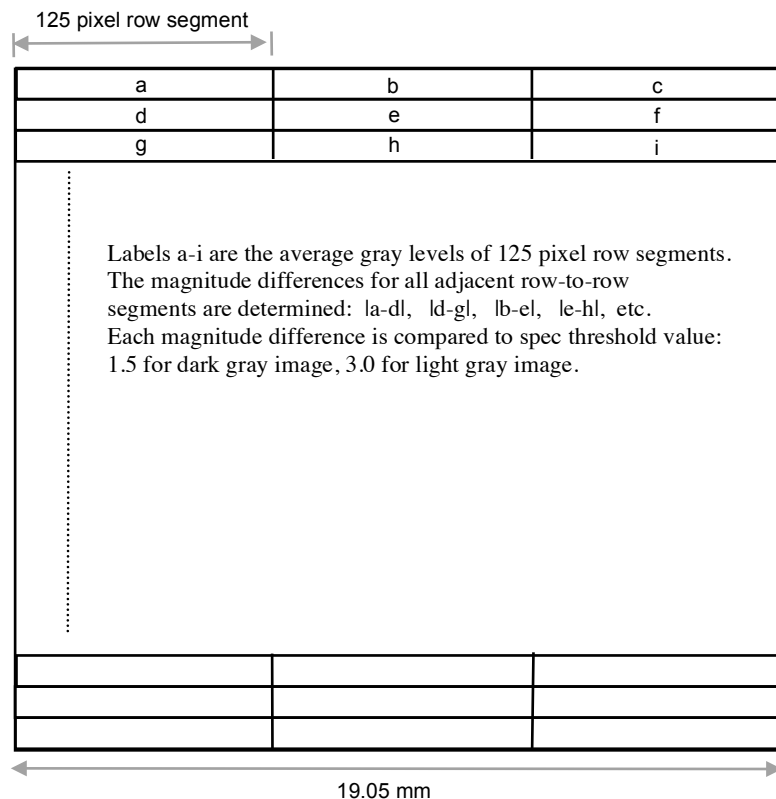 125 pixel row segment
a b c
d e f
g h i
Labels a-i are the average gray levels of 125 pixel row segments.
The magnitude differences for all adjacent row-to-row
segments are determined: |a-d|, |d-g|, |b-e|, |e-h|, etc.
Each magnitude difference is compared to spec threshold value:
1.5 for dark gray image, 3.0 for light gray image.
19.05 mm